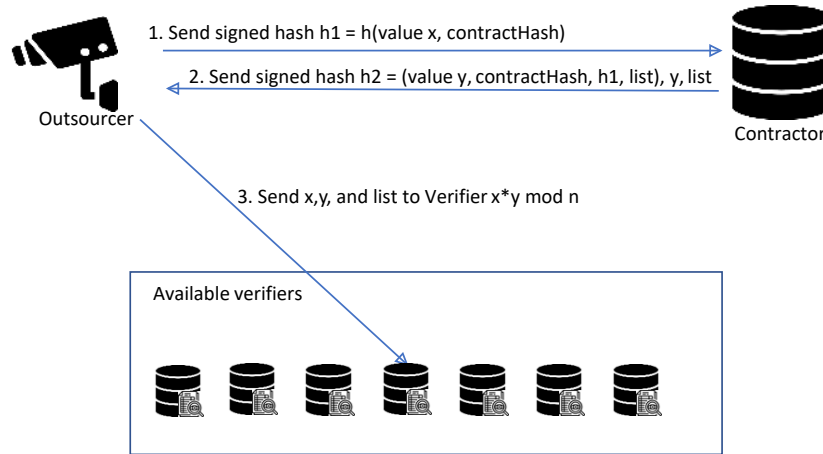 1. Send signed hash h1 = h(value x, contractHash)
2. Send signed hash h2 = (value y, contractHash, h1, list), y, list
Outsourcer
Contractor
3. Send x,y, and list to Verifier x*y mod n
Available verifiers